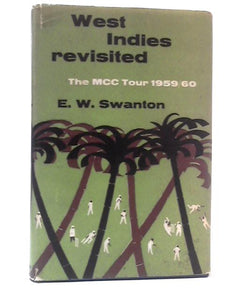 West
Indies
revisited
The MCC Tour 1959/60
E. W. Swanton